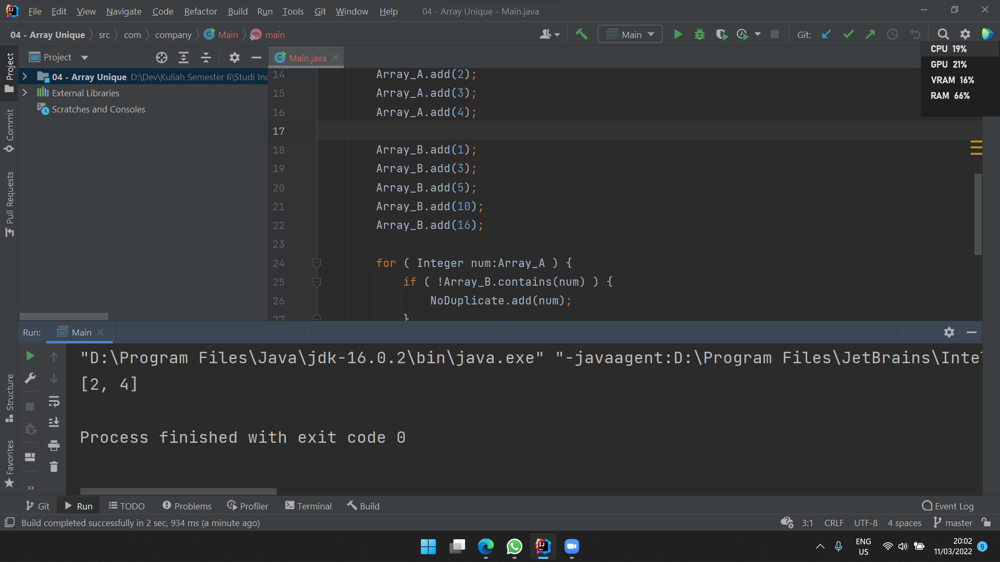 File Edit View Navigate Code Refactor Build Run Tools Git Window Help 04 - Array Unique - Main.java
04 - Array Unique src com company Main main Main Git:
CPU 19%
GPU 21%
VRAM 16%
RAM 66%
Project
Commit
Pull Requests
Structure
Favorites
Project
04 - Array Unique D:\Dev\Kuliah Semester 6\Studi Inc
External Libraries
Scratches and Consoles
Main.java
14 Array_A.add(2);
15 Array_A.add(3);
16 Array_A.add(4);
17
18 Array_B.add(1);
19 Array_B.add(3);
20 Array_B.add(5);
21 Array_B.add(10);
22 Array_B.add(16);
23
24 for ( Integer num:Array_A ) {
25 if ( !Array_B.contains(num) ) {
26 NoDuplicate.add(num);
27 }
Run: Main
"D:\Program Files\Java\jdk-16.0.2\bin\java.exe" "-javaagent:D:\Program Files\JetBrains\Inte
[2, 4]
Process finished with exit code 0
Git Run TODO Problems Profiler Terminal Build Event Log
Build completed successfully in 2 sec, 934 ms (a minute ago) 3:1 CRLF UTF-8 4 spaces master
ENG
US
20:02
11/03/2022
9